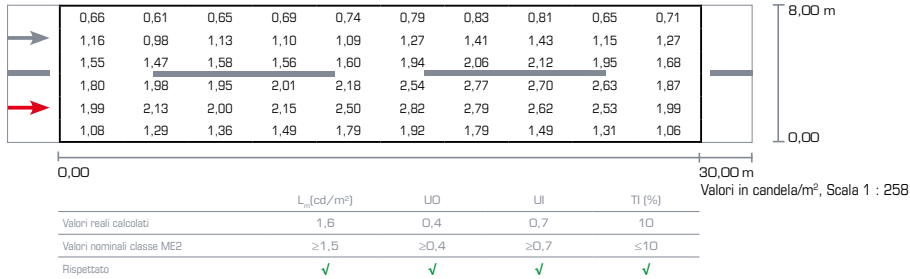 0,66 0,61 0,65 0,69 0,74 0,79 0,83 0,81 0,65 0,71 8,00 m
1,16 0,98 1,13 1,10 1,09 1,27 1,41 1,43 1,15 1,27
1,55 1,47 1,58 1,56 1,60 1,94 2,06 2,12 1,95 1,68
1,80 1,98 1,95 2,01 2,18 2,54 2,77 2,70 2,63 1,87
1,99 2,13 2,00 2,15 2,50 2,82 2,79 2,62 2,53 1,99
1,08 1,29 1,36 1,49 1,79 1,92 1,79 1,49 1,31 1,06 0,00
0,00 30,00 m
Valori in candela/m², Scala 1 : 258
Lm(cd/m²) UO UI TI (%)
Valori reali calcolati 1,6 0,4 0,7 10
Valori nominali classe ME2 ≥1,5 ≥0,4 ≥0,7 ≤10
Rispettato √ √ √ √